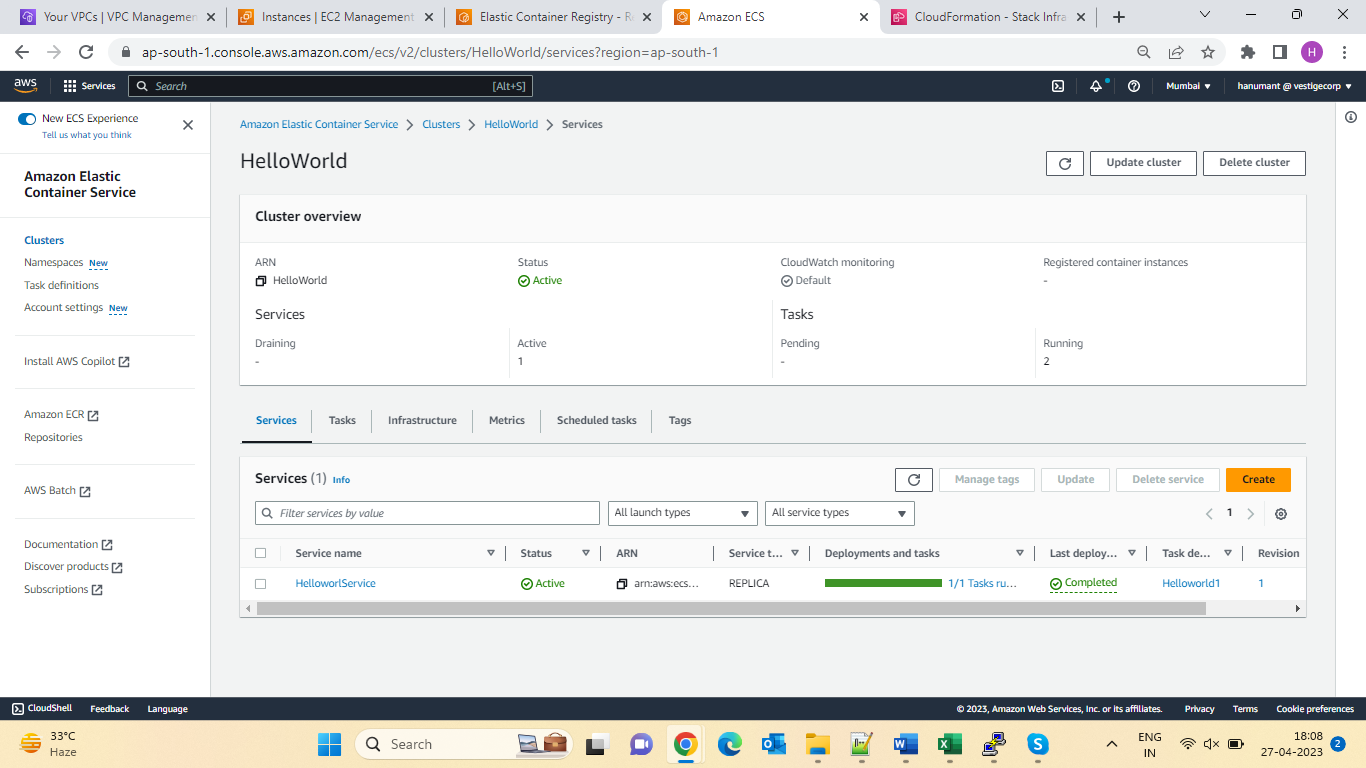 Your VPCs | VPC Managemen
Instances | EC2 Management
Elastic Container Registry - R
Amazon ECS
CloudFormation - Stack Infra
ap-south-1.console.aws.amazon.com/ecs/v2/clusters/HelloWorld/services?region=ap-south-1
H
aws
Services
Search
[Alt+S]
Mumbai
hanumant @ vestigecorp
New ECS Experience
Tell us what you think
Amazon Elastic
Container Service
Clusters
Namespaces New
Task definitions
Account settings New
Install AWS Copilot
Amazon ECR
Repositories
AWS Batch
Documentation
Discover products
Subscriptions
Amazon Elastic Container Service
Clusters
HelloWorld
Services
HelloWorld
Update cluster
Delete cluster
Cluster overview
ARN
HelloWorld
Status
Active
CloudWatch monitoring
Default
Registered container instances
-
Services
Draining
-
Active
1
Tasks
Pending
-
Running
2
Services
Tasks
Infrastructure
Metrics
Scheduled tasks
Tags
Services (1) Info
Manage tags
Update
Delete service
Create
Filter services by value
All launch types
All service types
1
Service name
Status
ARN
Service t...
Deployments and tasks
Last deploy...
Task de...
Revision
HelloworlService
Active
arn:aws:ecs...
REPLICA
1/1 Tasks ru...
Completed
Helloworld1
1
CloudShell
Feedback
Language
© 2023, Amazon Web Services, Inc. or its affiliates.
Privacy
Terms
Cookie preferences
33°C
Haze
Search
ENG
IN
18:08
27-04-2023
2